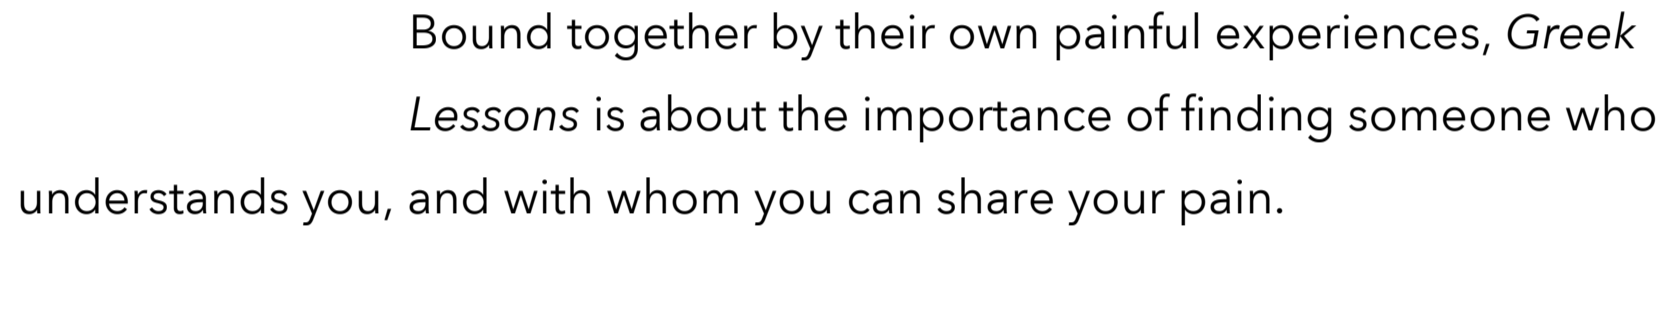 Bound together by their own painful experiences, Greek
Lessons is about the importance of finding someone who
understands you, and with whom you can share your pain.